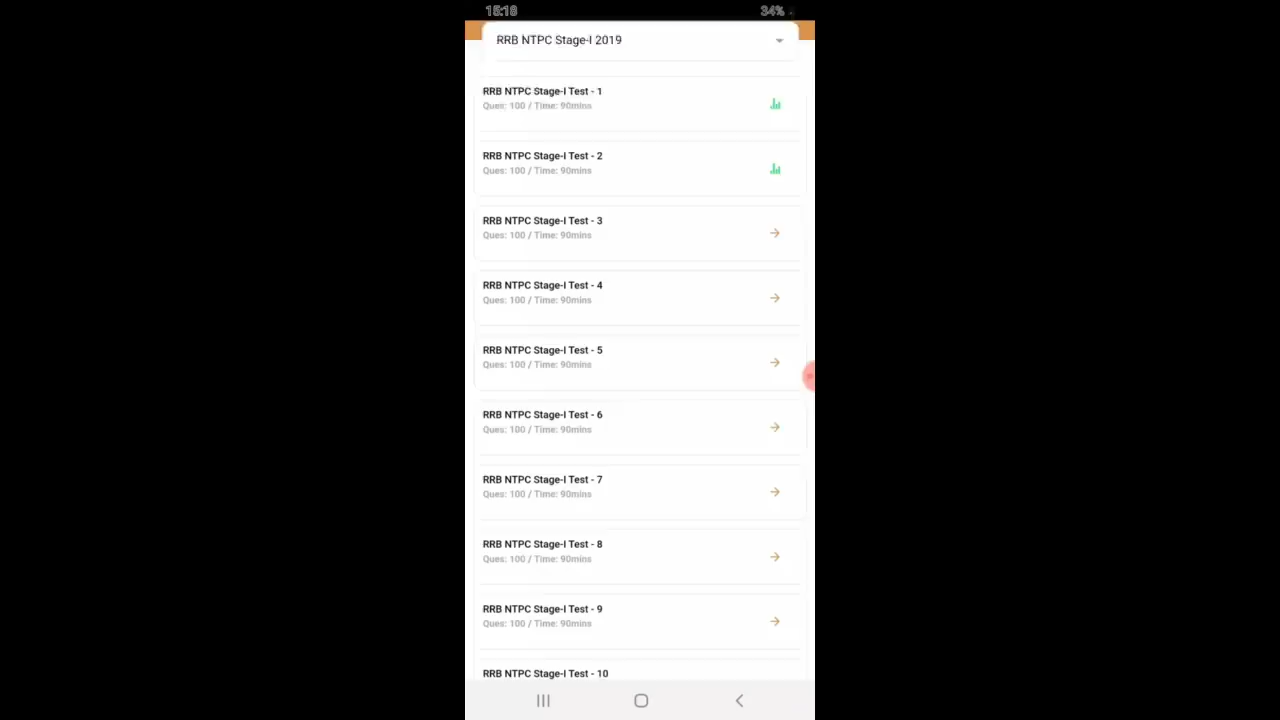 15:18
34%
RRB NTPC Stage-I 2019
RRB NTPC Stage-I Test - 1
Ques: 100 / Time: 90mins
RRB NTPC Stage-I Test - 2
Ques: 100 / Time: 90mins
RRB NTPC Stage-I Test - 3
Ques: 100 / Time: 90mins
RRB NTPC Stage-I Test - 4
Ques: 100 / Time: 90mins
RRB NTPC Stage-I Test - 5
Ques: 100 / Time: 90mins
RRB NTPC Stage-I Test - 6
Ques: 100 / Time: 90mins
RRB NTPC Stage-I Test - 7
Ques: 100 / Time: 90mins
RRB NTPC Stage-I Test - 8
Ques: 100 / Time: 90mins
RRB NTPC Stage-I Test - 9
Ques: 100 / Time: 90mins
RRB NTPC Stage-I Test - 10